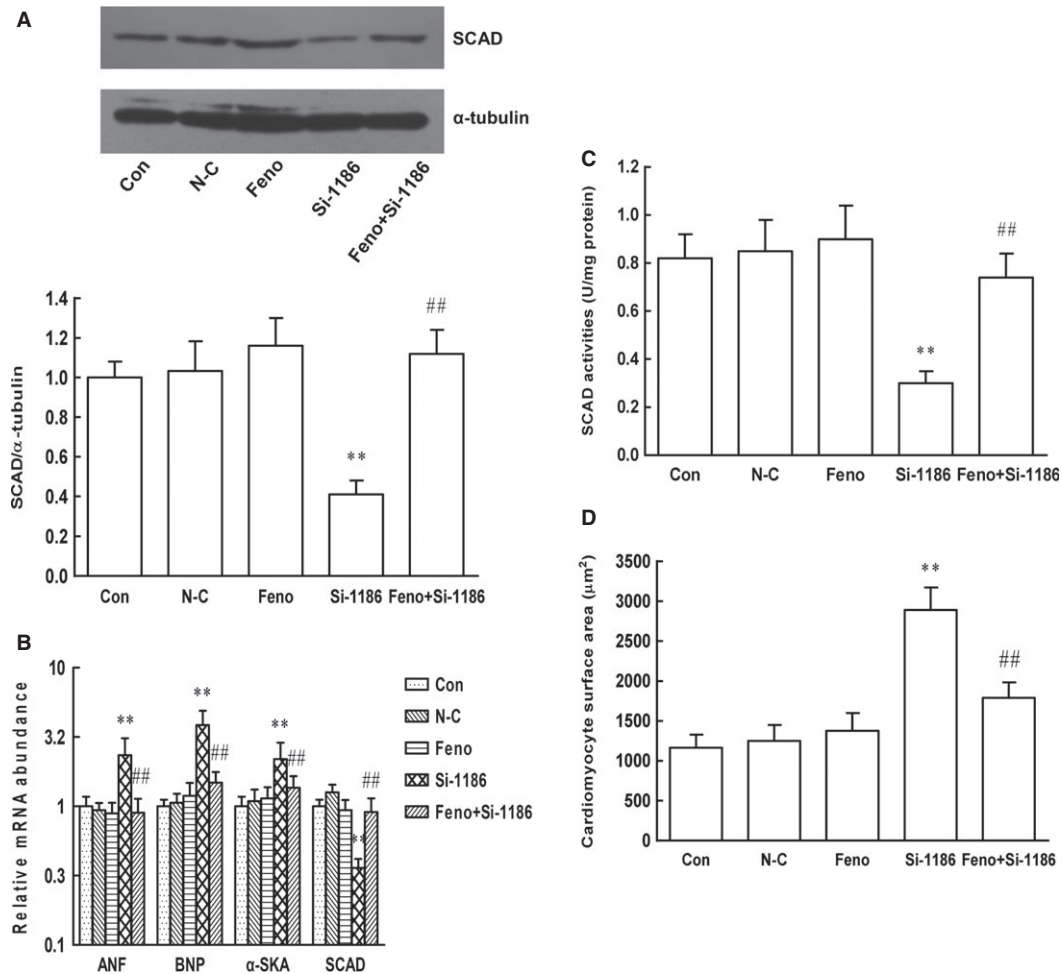 A
SCAD
α-tubulin
Con N-C Feno Si-1186 Feno+Si-1186
SCAD/α-tubulin
1.4
1.2
1.0
0.8
0.6
0.4
0.2
0.0
**
##
Con N-C Feno Si-1186 Feno+Si-1186
B
Relative mRNA abundance
10
3.2
1
0.3
0.1
** ## ** ## ** ## ** ##
ANF BNP α-SKA SCAD
Con
N-C
Feno
Si-1186
Feno+Si-1186
C
SCAD activities (U/mg protein)
1.2
1.0
0.8
0.6
0.4
0.2
0.0
**
##
Con N-C Feno Si-1186 Feno+Si-1186
D
Cardiomyocyte surface area (μm²)
3500
3000
2500
2000
1500
1000
500
0
**
##
Con N-C Feno Si-1186 Feno+Si-1186